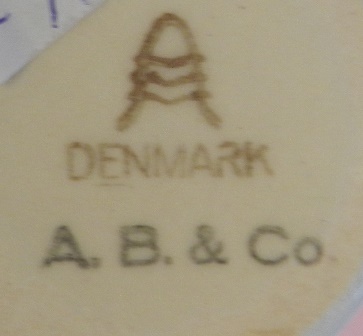 DENMARK
A. B. & Co.